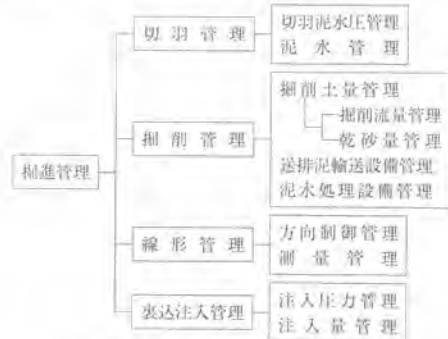 掘進管理
切羽管理
切羽泥水圧管理
泥水管理
掘削管理
掘削土量管理
掘削流量管理
乾砂量管理
送排泥輸送設備管理
泥水処理設備管理
線形管理
方向制御管理
測量管理
裏込注入管理
注入圧力管理
注入量管理